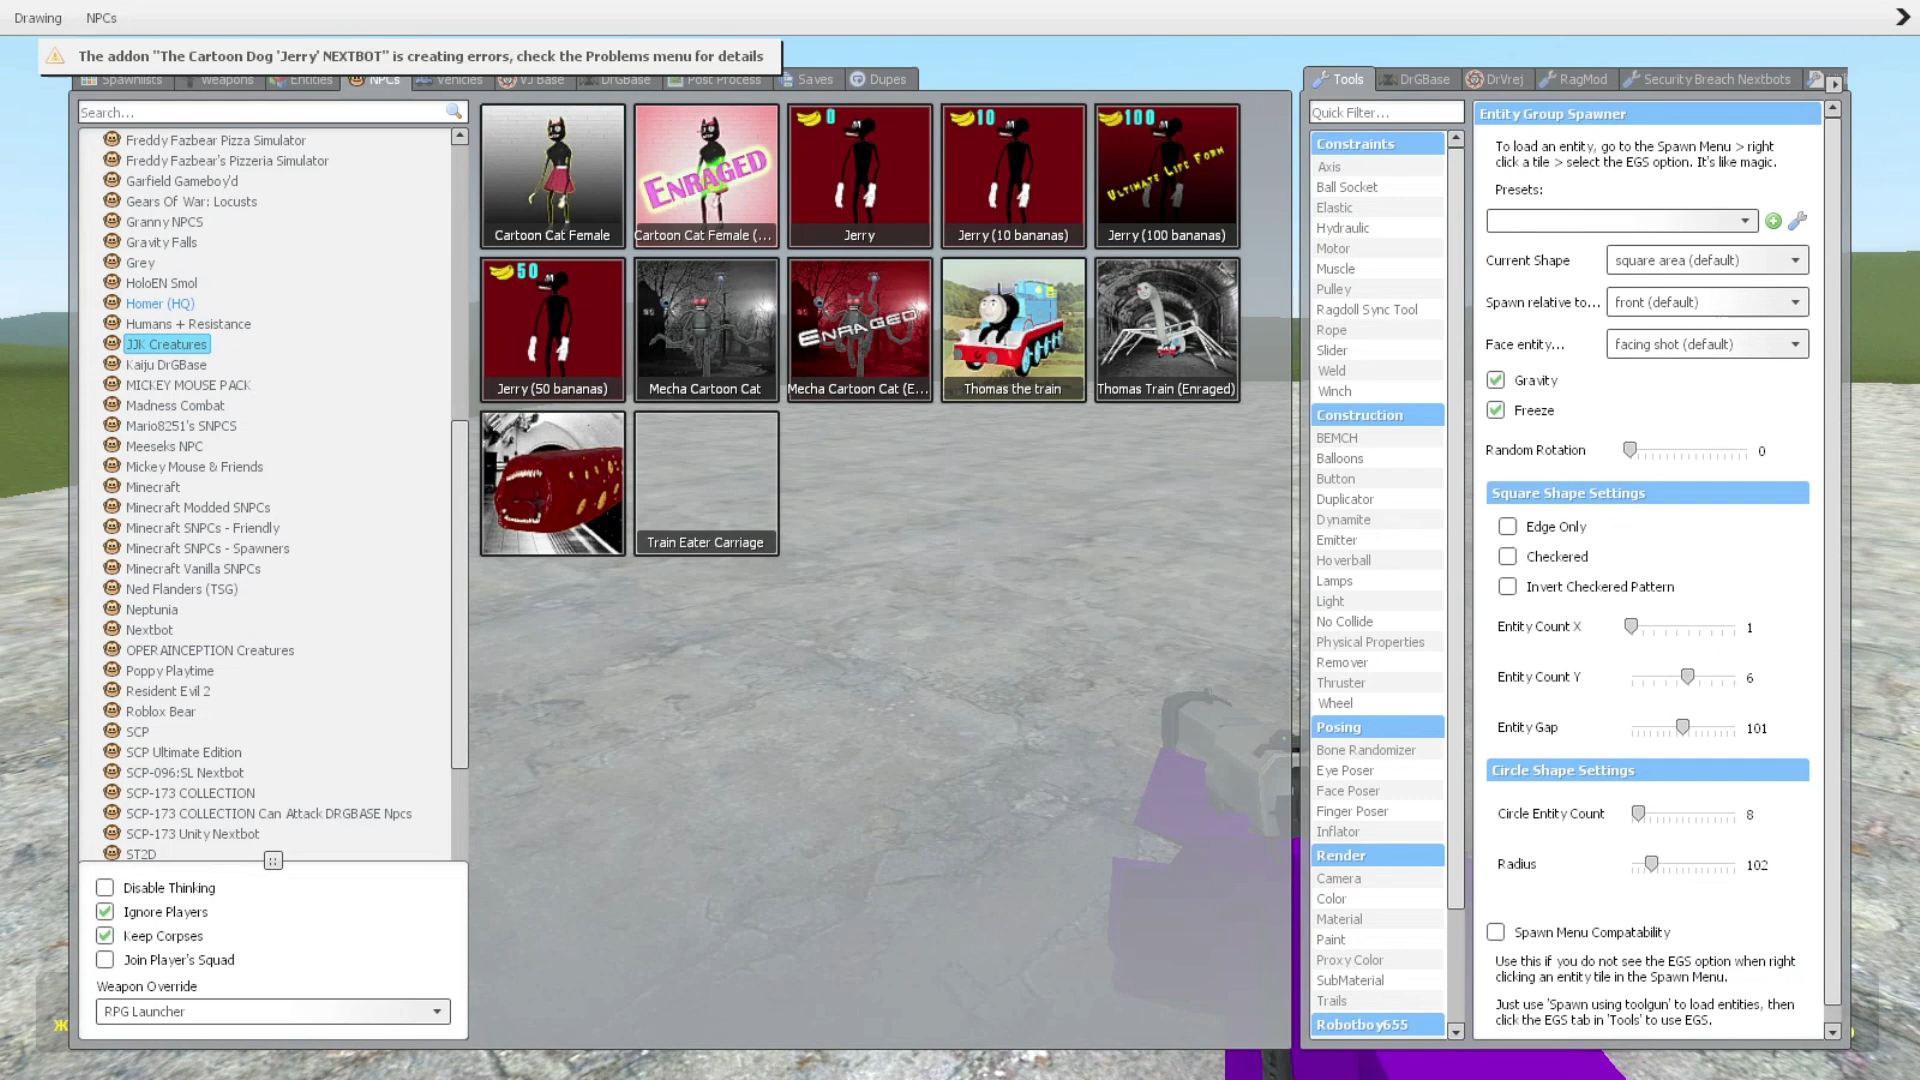 Drawing NPCs
The addon "The Cartoon Dog 'Jerry' NEXTBOT" is creating errors, check the Problems menu for details
Spawnlists Weapons Entities NPCs Vehicles VJ Base DrGBase Post Process Saves Dupes
Search...
Freddy Fazbear Pizza Simulator
Freddy Fazbear's Pizzeria Simulator
Garfield Gameboy'd
Gears Of War: Locusts
Granny NPCS
Gravity Falls
Grey
HoloEN Smol
Homer (HQ)
Humans + Resistance
JJK Creatures
Kaiju DrGBase
MICKEY MOUSE PACK
Madness Combat
Mario8251's SNPCS
Meeseks NPC
Mickey Mouse & Friends
Minecraft
Minecraft Modded SNPCs
Minecraft SNPCs - Friendly
Minecraft SNPCs - Spawners
Minecraft Vanilla SNPCs
Ned Flanders (TSG)
Neptunia
Nextbot
OPERAINCEPTION Creatures
Poppy Playtime
Resident Evil 2
Roblox Bear
SCP
SCP Ultimate Edition
SCP-096:SL Nextbot
SCP-173 COLLECTION
SCP-173 COLLECTION Can Attack DRGBASE Npcs
SCP-173 Unity Nextbot
ST2D
Disable Thinking
Ignore Players
Keep Corpses
Join Player's Squad
Weapon Override
RPG Launcher
Cartoon Cat Female
ENRAGED
Cartoon Cat Female (...
0
Jerry
10
Jerry (10 bananas)
100
ULTIMATE LIFE FORM
Jerry (100 bananas)
50
Jerry (50 bananas)
Mecha Cartoon Cat
ENRAGED
Mecha Cartoon Cat (E...
Thomas the train
Thomas Train (Enraged)
Train Eater Carriage
Tools DrGBase DrVrej RagMod Security Breach Nextbots
Quick Filter...
Constraints
Axis
Ball Socket
Elastic
Hydraulic
Motor
Muscle
Pulley
Ragdoll Sync Tool
Rope
Slider
Weld
Winch
Construction
BEMCH
Balloons
Button
Duplicator
Dynamite
Emitter
Hoverball
Lamps
Light
No Collide
Physical Properties
Remover
Thruster
Wheel
Posing
Bone Randomizer
Eye Poser
Face Poser
Finger Poser
Inflator
Render
Camera
Color
Material
Paint
Proxy Color
SubMaterial
Trails
Robotboy655
Entity Group Spawner
To load an entity, go to the Spawn Menu > right
click a tile > select the EGS option. It's like magic.
Presets:
Current Shape square area (default)
Spawn relative to... front (default)
Face entity... facing shot (default)
Gravity
Freeze
Random Rotation 0
Square Shape Settings
Edge Only
Checkered
Invert Checkered Pattern
Entity Count X 1
Entity Count Y 6
Entity Gap 101
Circle Shape Settings
Circle Entity Count 8
Radius 102
Spawn Menu Compatability
Use this if you do not see the EGS option when right
clicking an entity tile in the Spawn Menu.
Just use 'Spawn using toolgun' to load entities, then
click the EGS tab in 'Tools' to use EGS.